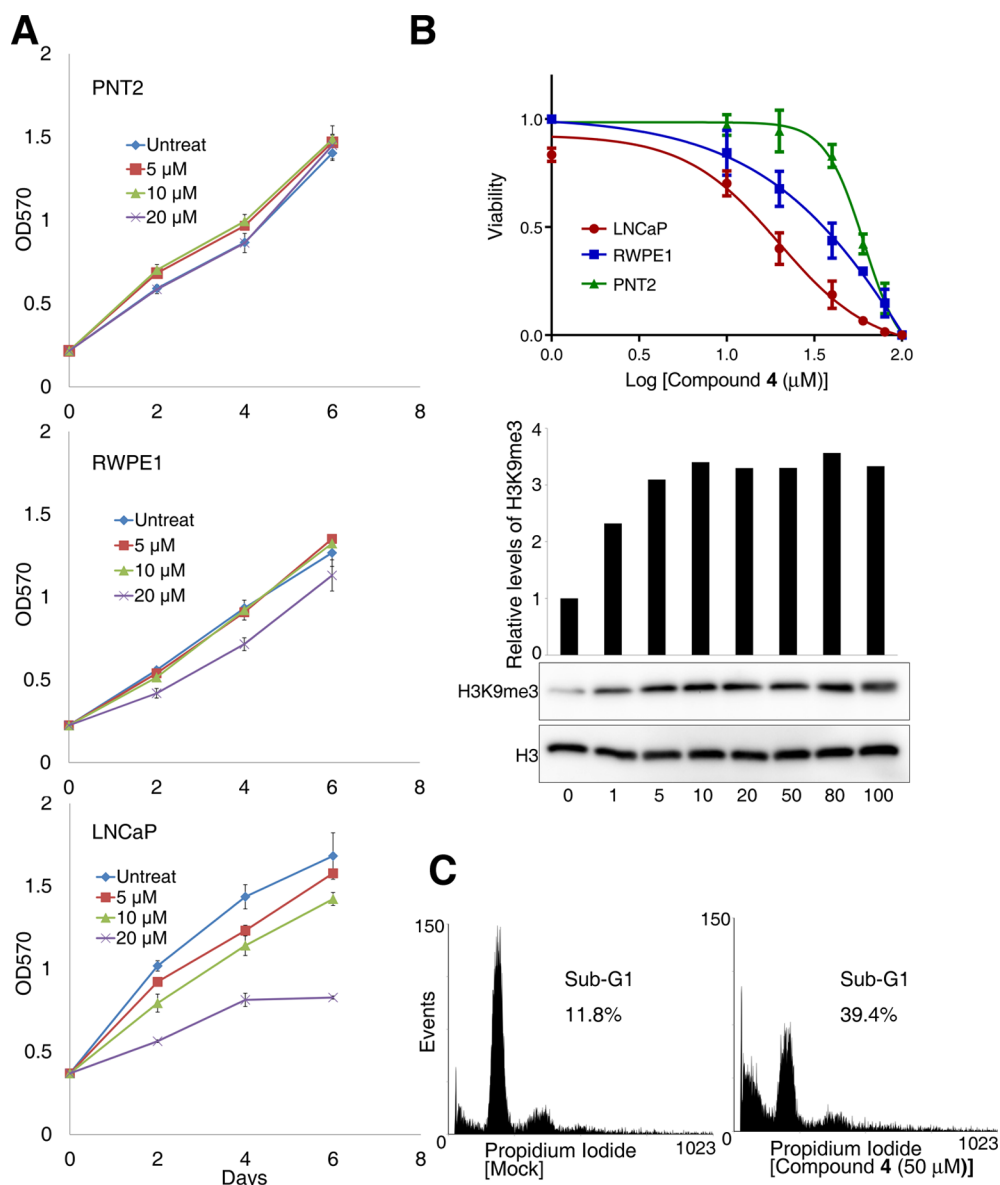 A
2
PNT2
1.5
Untreat
5 µM
10 µM
20 µM
1
OD570
0.5
0
0 2 4 6 8
2
RWPE1
1.5
Untreat
5 µM
10 µM
20 µM
1
OD570
0.5
0
0 2 4 6 8
2
LNCaP
1.5
Untreat
5 µM
10 µM
20 µM
1
OD570
0.5
0
0 2 4 6 8
Days
B
1.0
Viability
0.5
LNCaP
RWPE1
PNT2
0.0
0.0 0.5 1.0 1.5 2.0
Log [Compound 4 (µM)]
Relative levels of H3K9me3
4
3
2
1
0
H3K9me3
H3
0 1 5 10 20 50 80 100
C
150
Events
Sub-G1
11.8%
0
Propidium Iodide 1023
[Mock]
150
Sub-G1
39.4%
0
Propidium Iodide 1023
[Compound 4 (50 µM)]